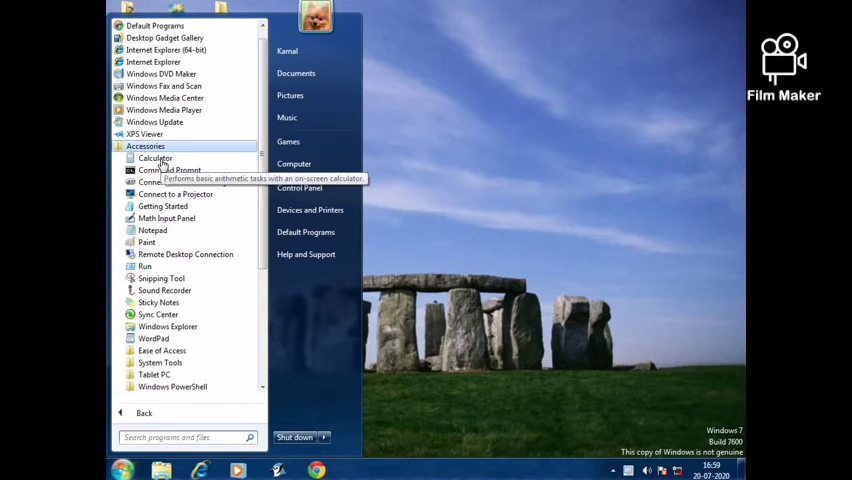 Default Programs
Desktop Gadget Gallery
Internet Explorer (64-bit)
Internet Explorer
Windows DVD Maker
Windows Fax and Scan
Windows Media Center
Windows Media Player
Windows Update
XPS Viewer
Accessories
Calculator
Command Prompt
Performs basic arithmetic tasks with an on-screen calculator.
Connect to a Projector
Getting Started
Math Input Panel
Notepad
Paint
Remote Desktop Connection
Run
Snipping Tool
Sound Recorder
Sticky Notes
Sync Center
Windows Explorer
WordPad
Ease of Access
System Tools
Tablet PC
Windows PowerShell
Back
Search programs and files
Kamal
Documents
Pictures
Music
Games
Computer
Control Panel
Devices and Printers
Default Programs
Help and Support
Shut down
Film Maker
Windows 7
Build 7600
This copy of Windows is not genuine
16:59
20-07-2020